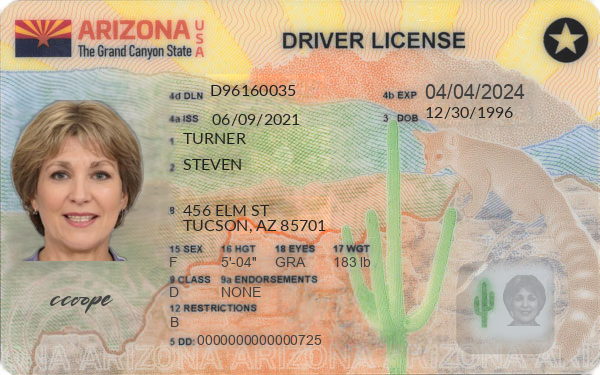 ARIZONA USA
The Grand Canyon State
DRIVER LICENSE
4d DLN D96160035
4b EXP 04/04/2024
4a ISS 06/09/2021
3 DOB 12/30/1996
1 TURNER
2 STEVEN
8 456 ELM ST
TUCSON, AZ 85701
15 SEX 16 HGT 18 EYES 17 WGT
F 5'-04" GRA 183 lb
9 CLASS 9a ENDORSEMENTS
D NONE
12 RESTRICTIONS
B
ccoope
5 DD: 0000000000000725
ARIZONA ARIZONA ARIZONA ARIZONA